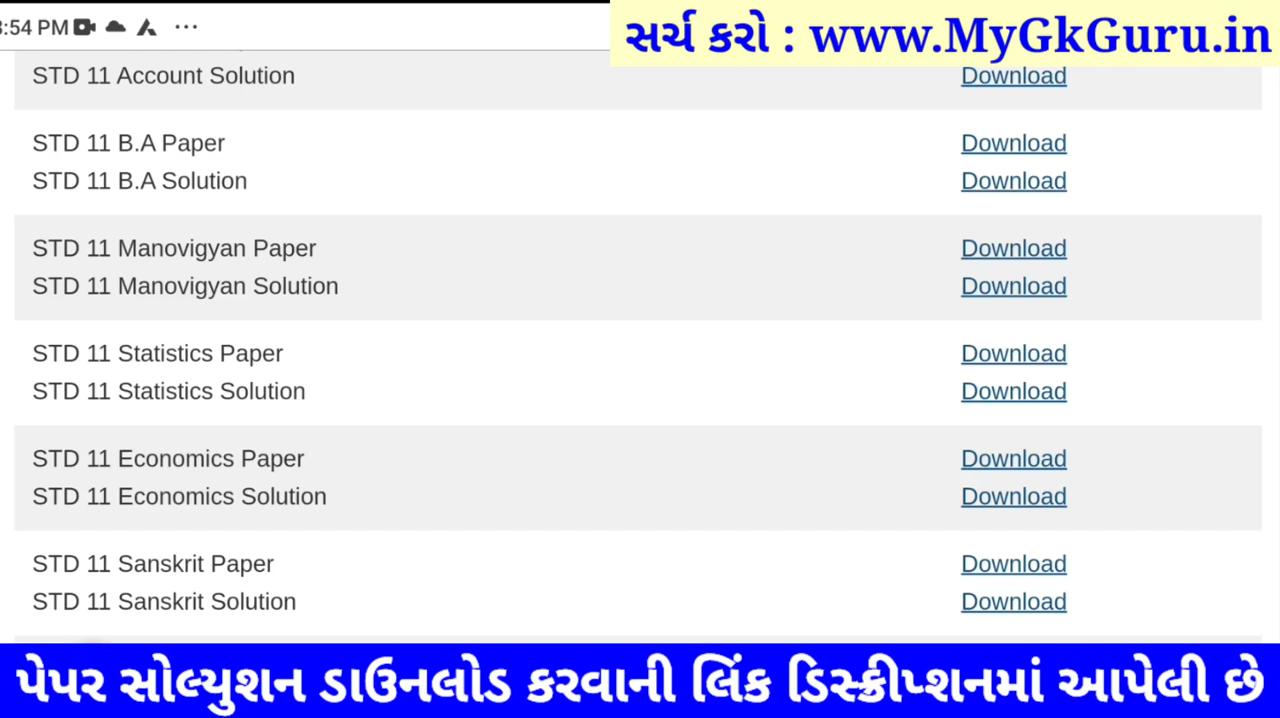 3:54 PM
સર્ચ કરો : www.MyGkGuru.in
STD 11 Account Solution Download
STD 11 B.A Paper Download
STD 11 B.A Solution Download
STD 11 Manovigyan Paper Download
STD 11 Manovigyan Solution Download
STD 11 Statistics Paper Download
STD 11 Statistics Solution Download
STD 11 Economics Paper Download
STD 11 Economics Solution Download
STD 11 Sanskrit Paper Download
STD 11 Sanskrit Solution Download
પેપર સોલ્યુશન ડાઉનલોડ કરવાની લિંક ડિસ્ક્રીપ્શનમાં આપેલી છે